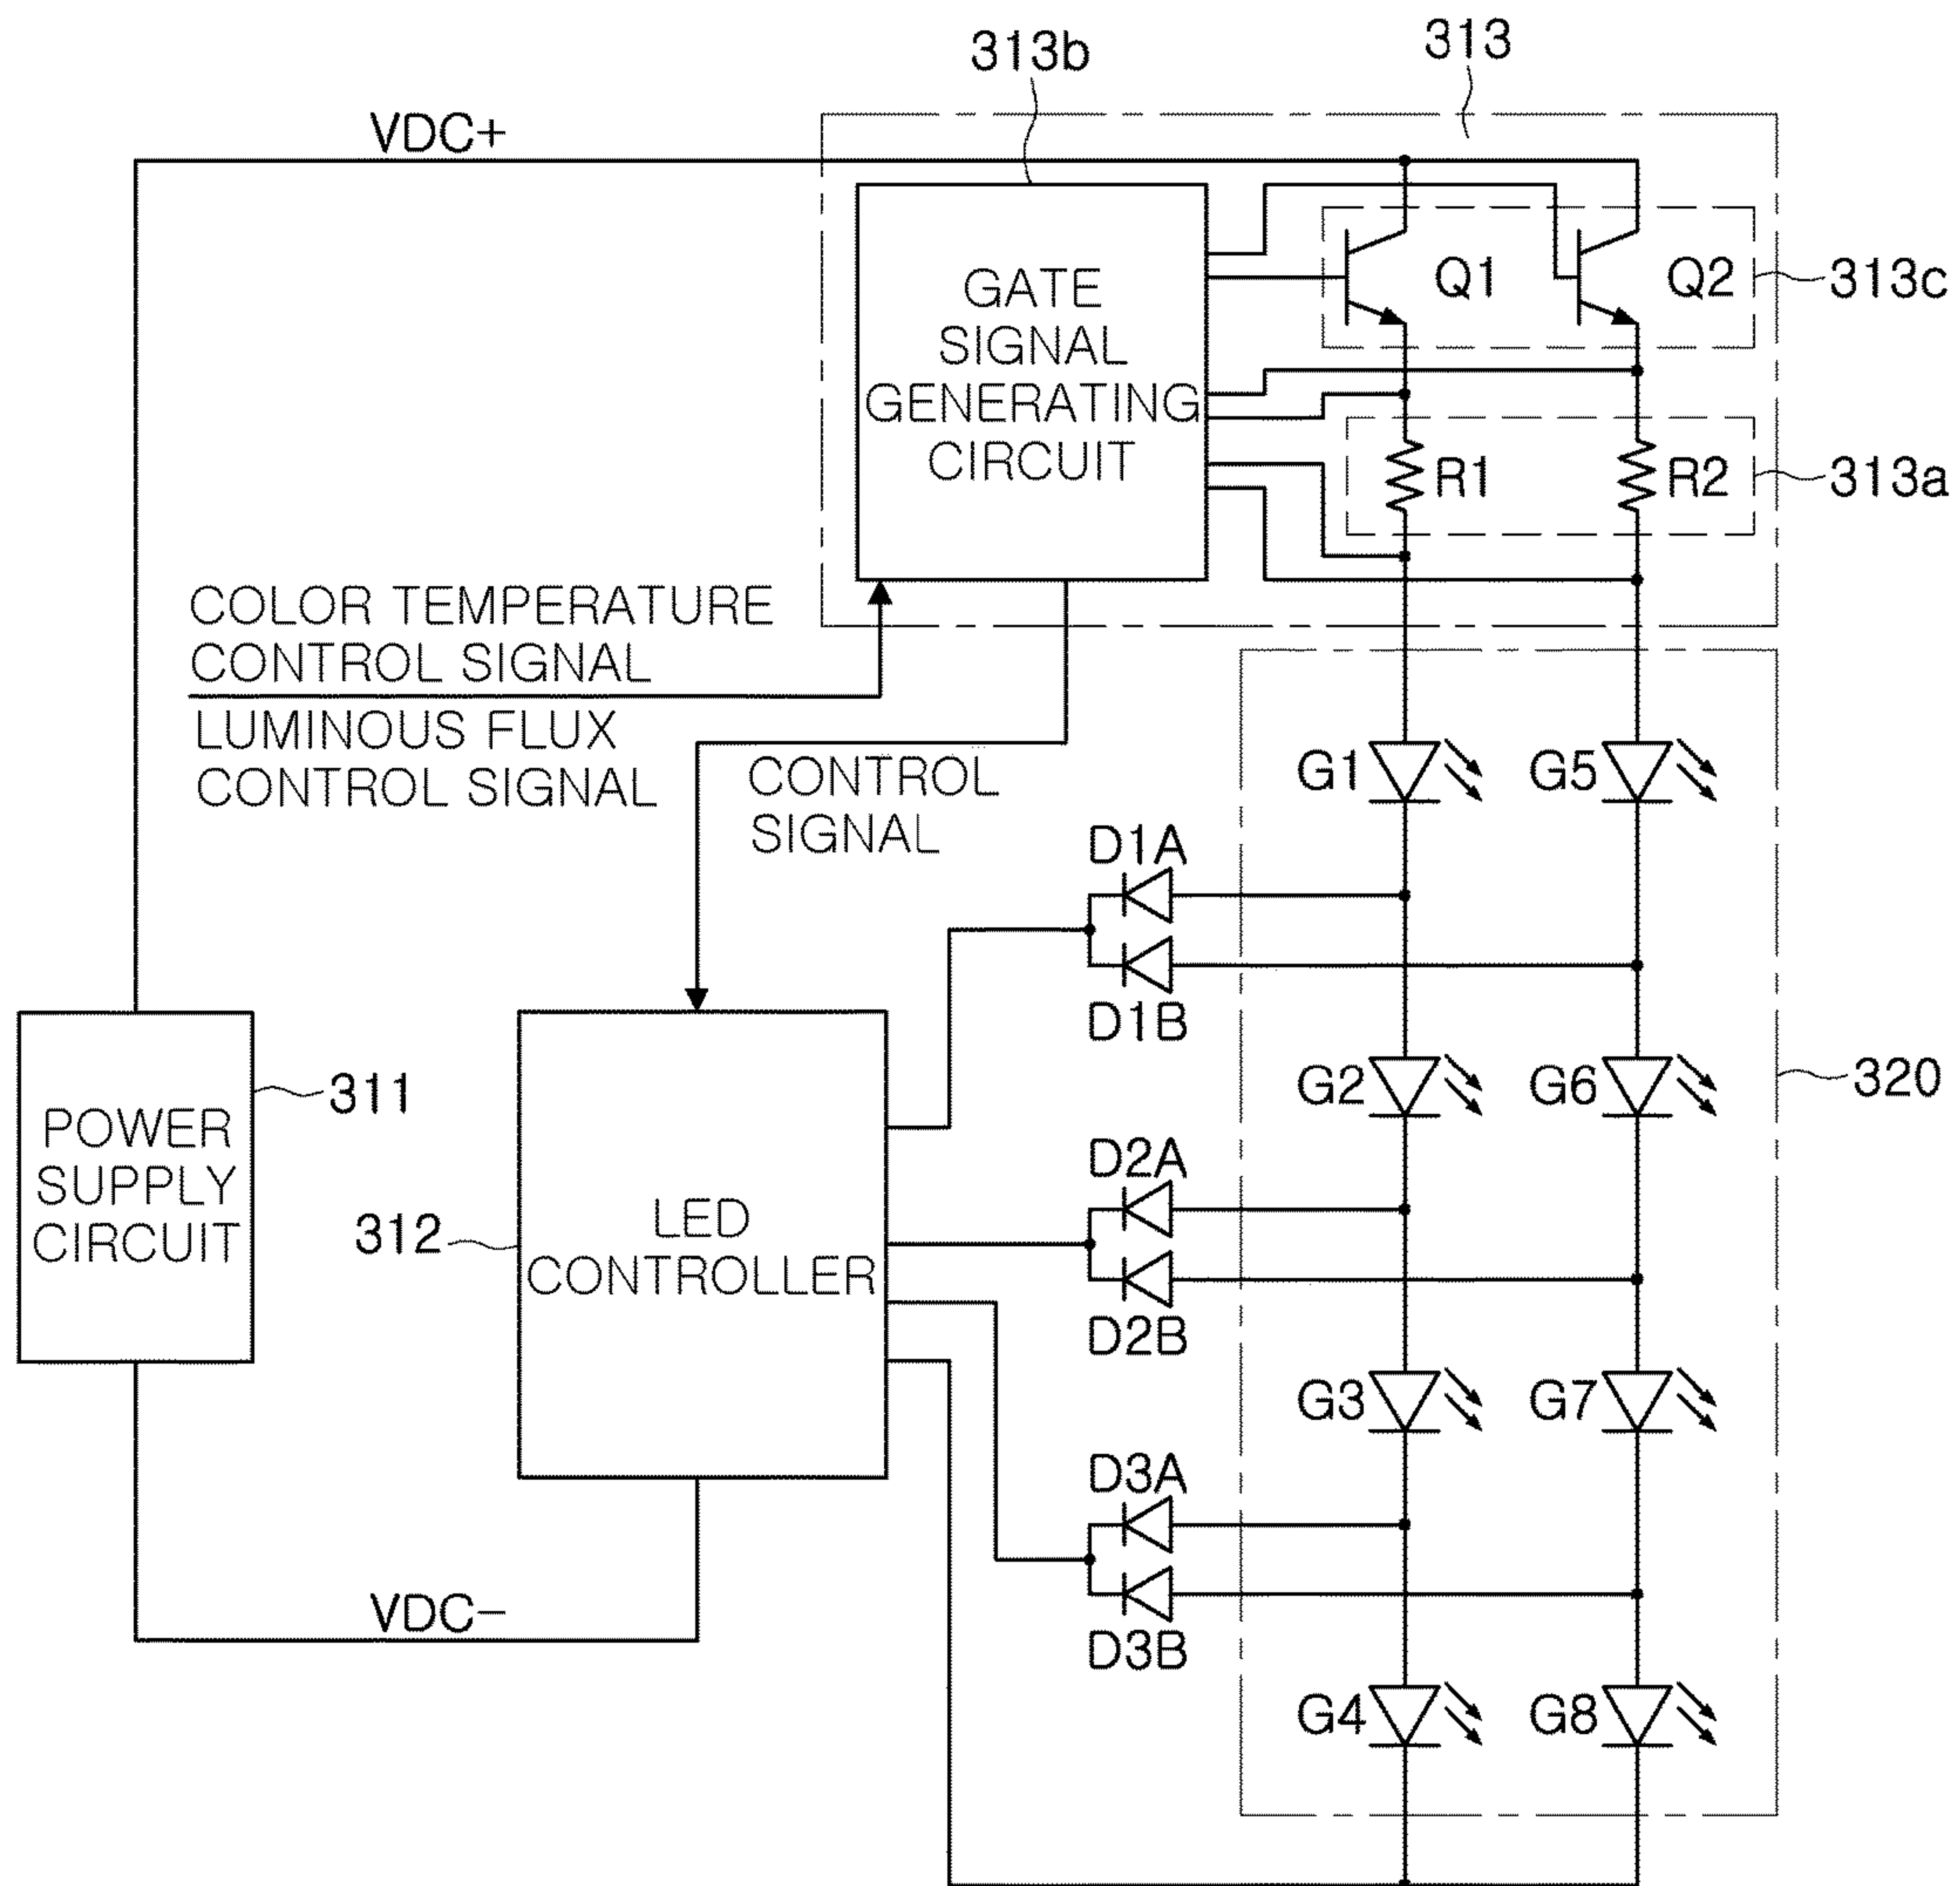 313b
313
VDC+
GATE
SIGNAL
GENERATING
CIRCUIT
Q1
Q2
313c
R1
R2
313a
COLOR TEMPERATURE
CONTROL SIGNAL
LUMINOUS FLUX
CONTROL SIGNAL
CONTROL
SIGNAL
G1
G5
D1A
D1B
311
POWER
SUPPLY
CIRCUIT
G2
G6
320
D2A
312
LED
CONTROLLER
D2B
G3
G7
D3A
VDC-
D3B
G4
G8